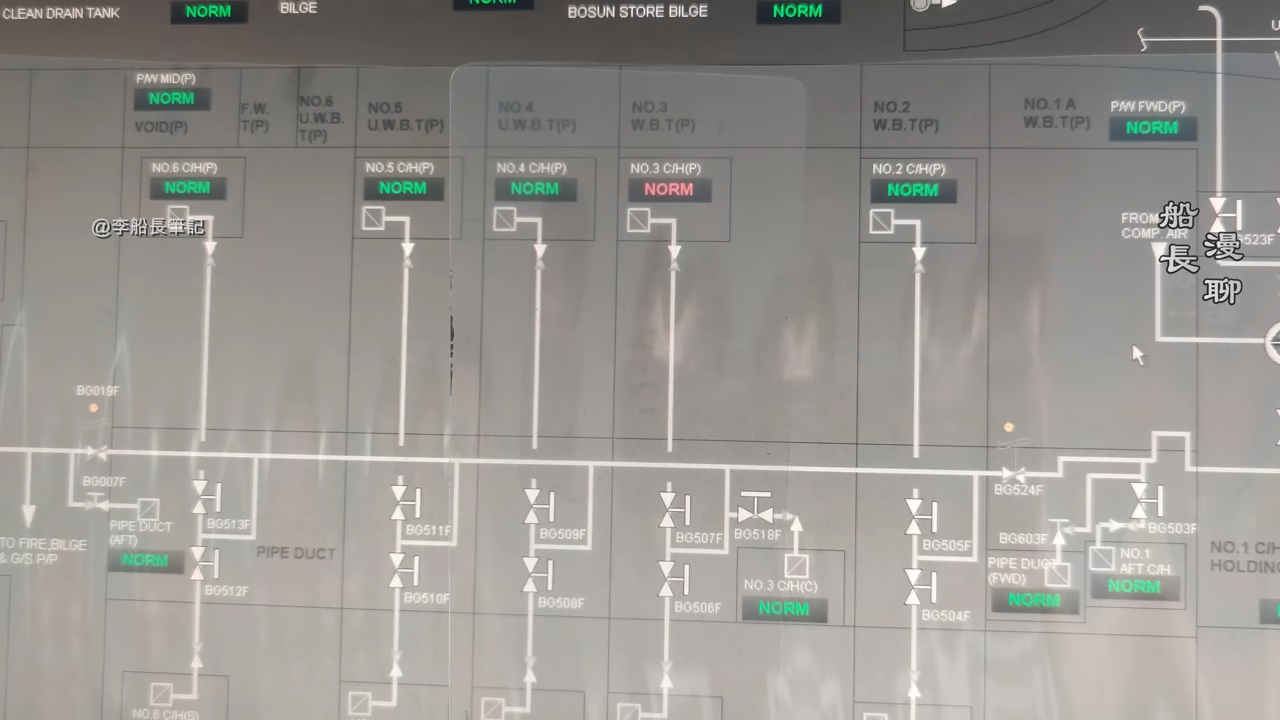 CLEAN DRAIN TANK
NORM
BILGE
NORM
BOSUN STORE BILGE
NORM
P/W MID(P)
NORM
VOID(P)
F.W.
T(P)
NO.6
U.W.B.
T(P)
NO.5
U.W.B.T(P)
NO.4
U.W.B.T(P)
NO.3
W.B.T(P)
NO.2
W.B.T(P)
NO.1 A
W.B.T(P)
P/W FWD(P)
NORM
NO.6 C/H(P)
NORM
NO.5 C/H(P)
NORM
NO.4 C/H(P)
NORM
NO.3 C/H(P)
NORM
NO.2 C/H(P)
NORM
@李船長筆記
FROM
COMP. AIR
船長
漫聊
BG019F
BG007F
PIPE DUCT
(AFT)
NORM
TO FIRE,BILGE
& G/S P/P
BG513F
BG512F
PIPE DUCT
BG511F
BG510F
BG509F
BG508F
BG507F
BG506F
BG518F
NO.3 C/H(C)
NORM
BG505F
BG504F
BG524F
BG603F
BG503F
PIPE DUCT
(FWD)
NORM
NO.1
AFT C/H
NORM
NO.1 C/H
HOLDING
NO.6 C/H(S)